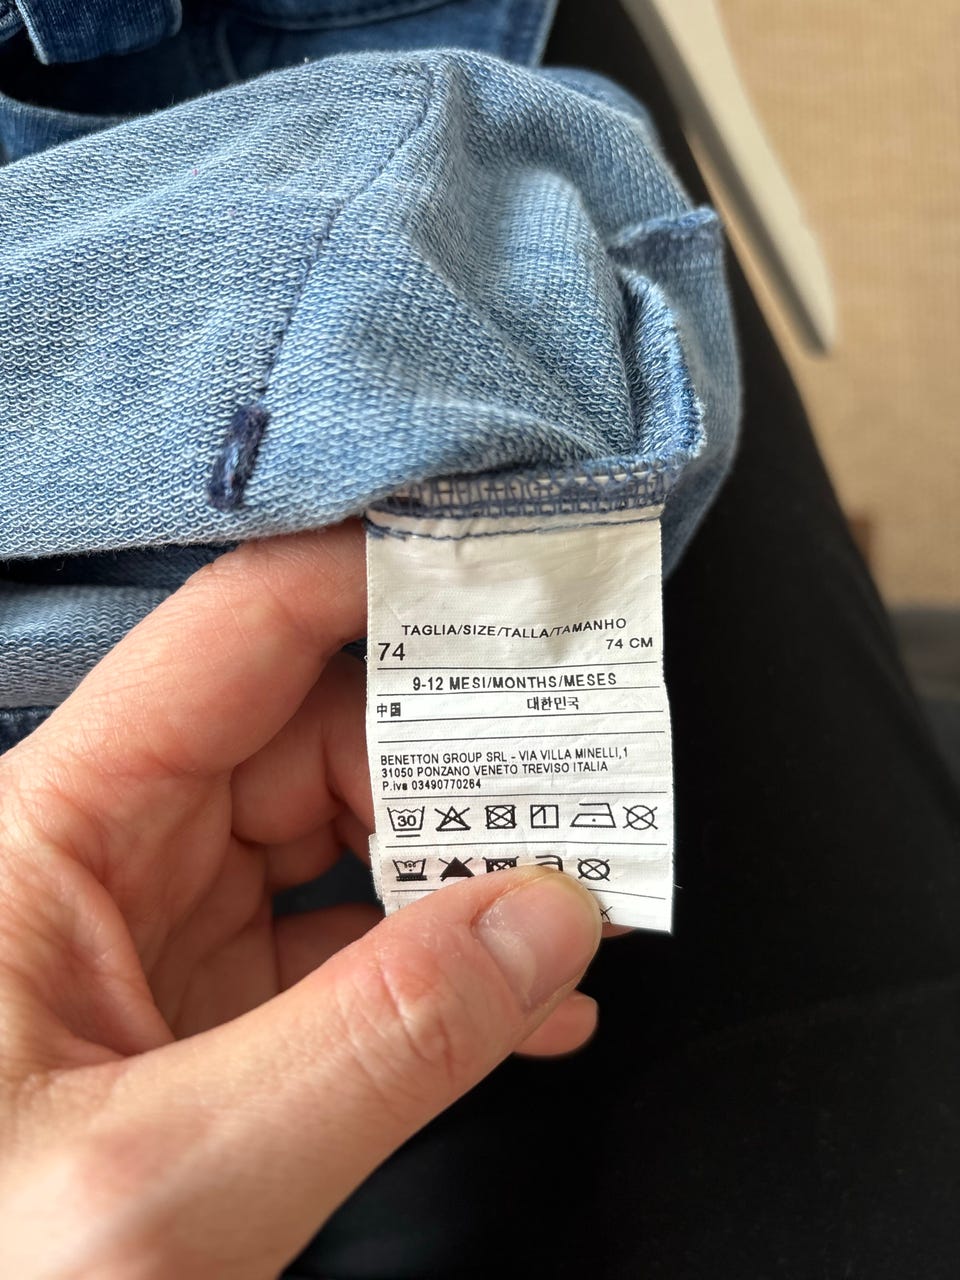 TAGLIA/SIZE/TALLA/TAMANHO
74 74 CM
9-12 MESI/MONTHS/MESES
中国 대한민국
BENETTON GROUP SRL - VIA VILLA MINELLI,1
31050 PONZANO VENETO TREVISO ITALIA
P.iva 03490770264
30